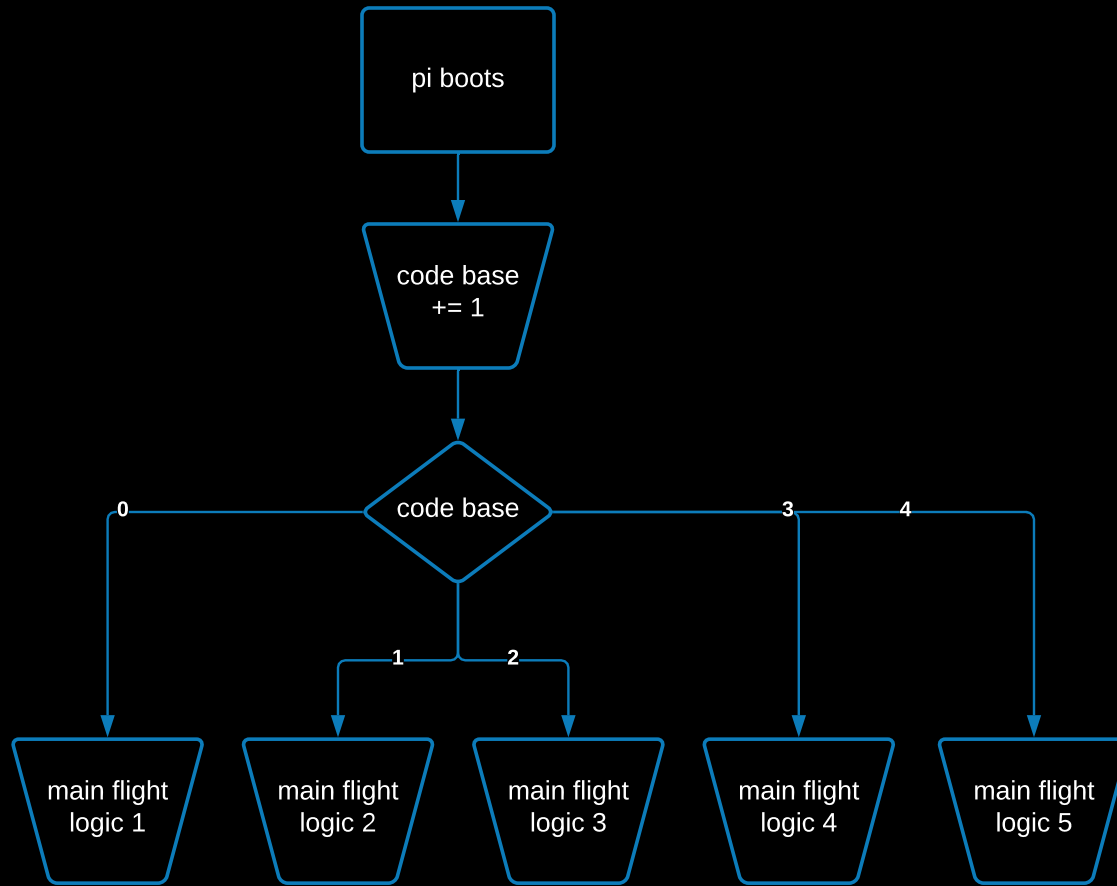 pi boots
code base
+= 1
code base
0
3
4
1
2
main flight
logic 1
main flight
logic 2
main flight
logic 3
main flight
logic 4
main flight
logic 5